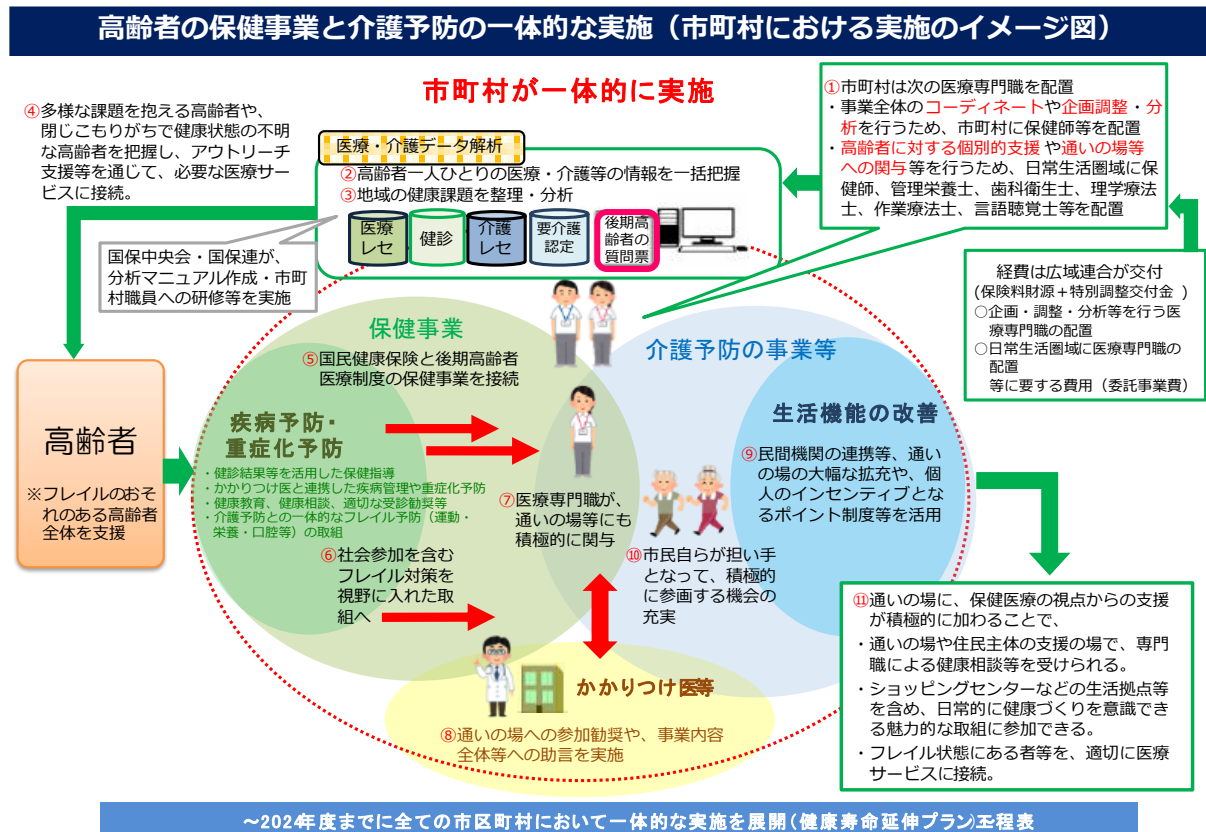 高齢者の保健事業と介護予防の一体的な実施（市町村における実施のイメージ図）
市町村が一体的に実施
④多様な課題を抱える高齢者や、
閉じこもりがちで健康状態の不明
な高齢者を把握し、アウトリーチ
支援等を通じて、必要な医療サー
ビスに接続。
医療・介護データ解析
②高齢者一人ひとりの医療・介護等の情報を一括把握
③地域の健康課題を整理・分析
医療
レセ
健診
介護
レセ
要介護
認定
後期高
齢者の
質問票
①市町村は次の医療専門職を配置
・事業全体のコーディネートや企画調整・分
析を行うため、市町村に保健師等を配置
・高齢者に対する個別的支援や通いの場等
への関与等を行うため、日常生活圏域に保
健師、管理栄養士、歯科衛生士、理学療法
士、作業療法士、言語聴覚士等を配置
国保中央会・国保連が、
分析マニュアル作成・市町
村職員への研修等を実施
経費は広域連合が交付
(保険料財源＋特別調整交付金 )
○企画・調整・分析等を行う医
療専門職の配置
○日常生活圏域に医療専門職の
配置
等に要する費用（委託事業費）
高齢者
※フレイルのおそ
れのある高齢者
全体を支援
保健事業
⑤国民健康保険と後期高齢者
医療制度の保健事業を接続
疾病予防・
重症化予防
・健診結果等を活用した保健指導
・かかりつけ医と連携した疾病管理や重症化予防
・健康教育、健康相談、適切な受診勧奨等
・介護予防との一体的なフレイル予防（運動・
栄養・口腔等）の取組
⑥社会参加を含む
フレイル対策を
視野に入れた取
組へ
⑦医療専門職が、
通いの場等にも
積極的に関与
介護予防の事業等
生活機能の改善
⑨民間機関の連携等、通い
の場の大幅な拡充や、個
人のインセンティブとな
るポイント制度等を活用
⑩市民自らが担い手
となって、積極的
に参画する機会の
充実
かかりつけ医等
⑧通いの場への参加勧奨や、事業内容
全体等への助言を実施
⑪通いの場に、保健医療の視点からの支援
が積極的に加わることで、
・通いの場や住民主体の支援の場で、専門
職による健康相談等を受けられる。
・ショッピングセンターなどの生活拠点等
を含め、日常的に健康づくりを意識でき
る魅力的な取組に参加できる。
・フレイル状態にある者等を、適切に医療
サービスに接続。
～2024年度までに全ての市区町村において一体的な実施を展開（健康寿命延伸プラン工程表